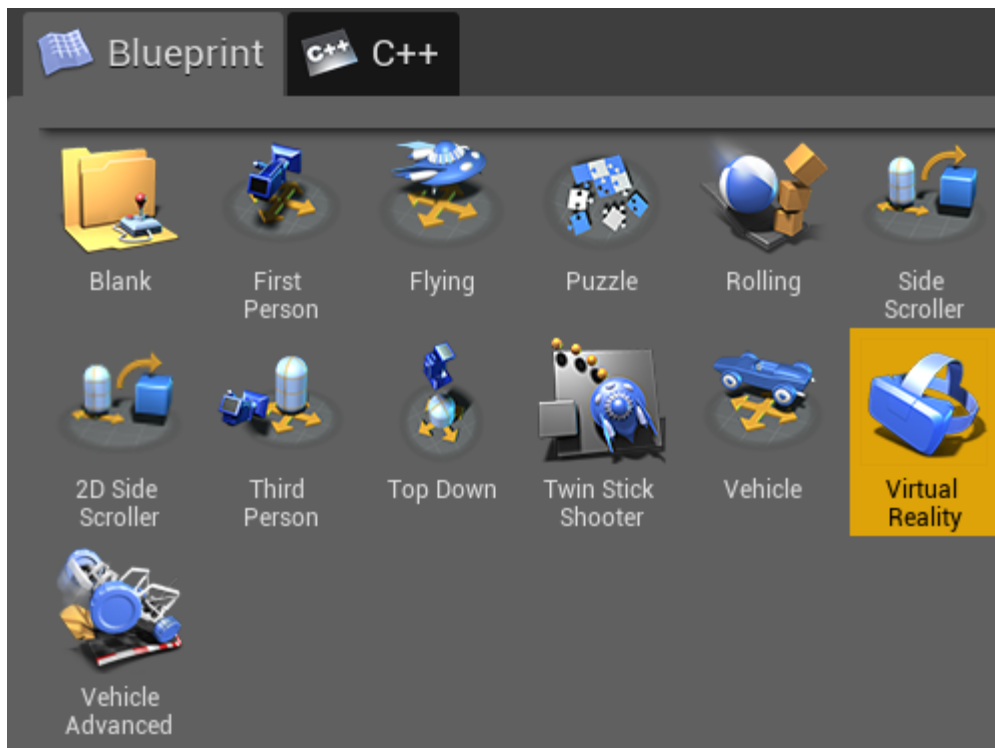 Blueprint
C++
C++
Blank
First
Person
Flying
Puzzle
Rolling
Side
Scroller
2D Side
Scroller
Third
Person
Top Down
Twin Stick
Shooter
Vehicle
Virtual
Reality
Vehicle
Advanced